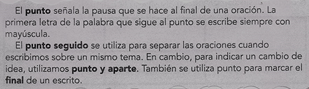 El punto señala la pausa que se hace al final de una oración. La
primera letra de la palabra que sigue al punto se escribe siempre con
mayúscula.
El punto seguido se utiliza para separar las oraciones cuando
escribimos sobre un mismo tema. En cambio, para indicar un cambio de
idea, utilizamos punto y aparte. También se utiliza punto para marcar el
final de un escrito.